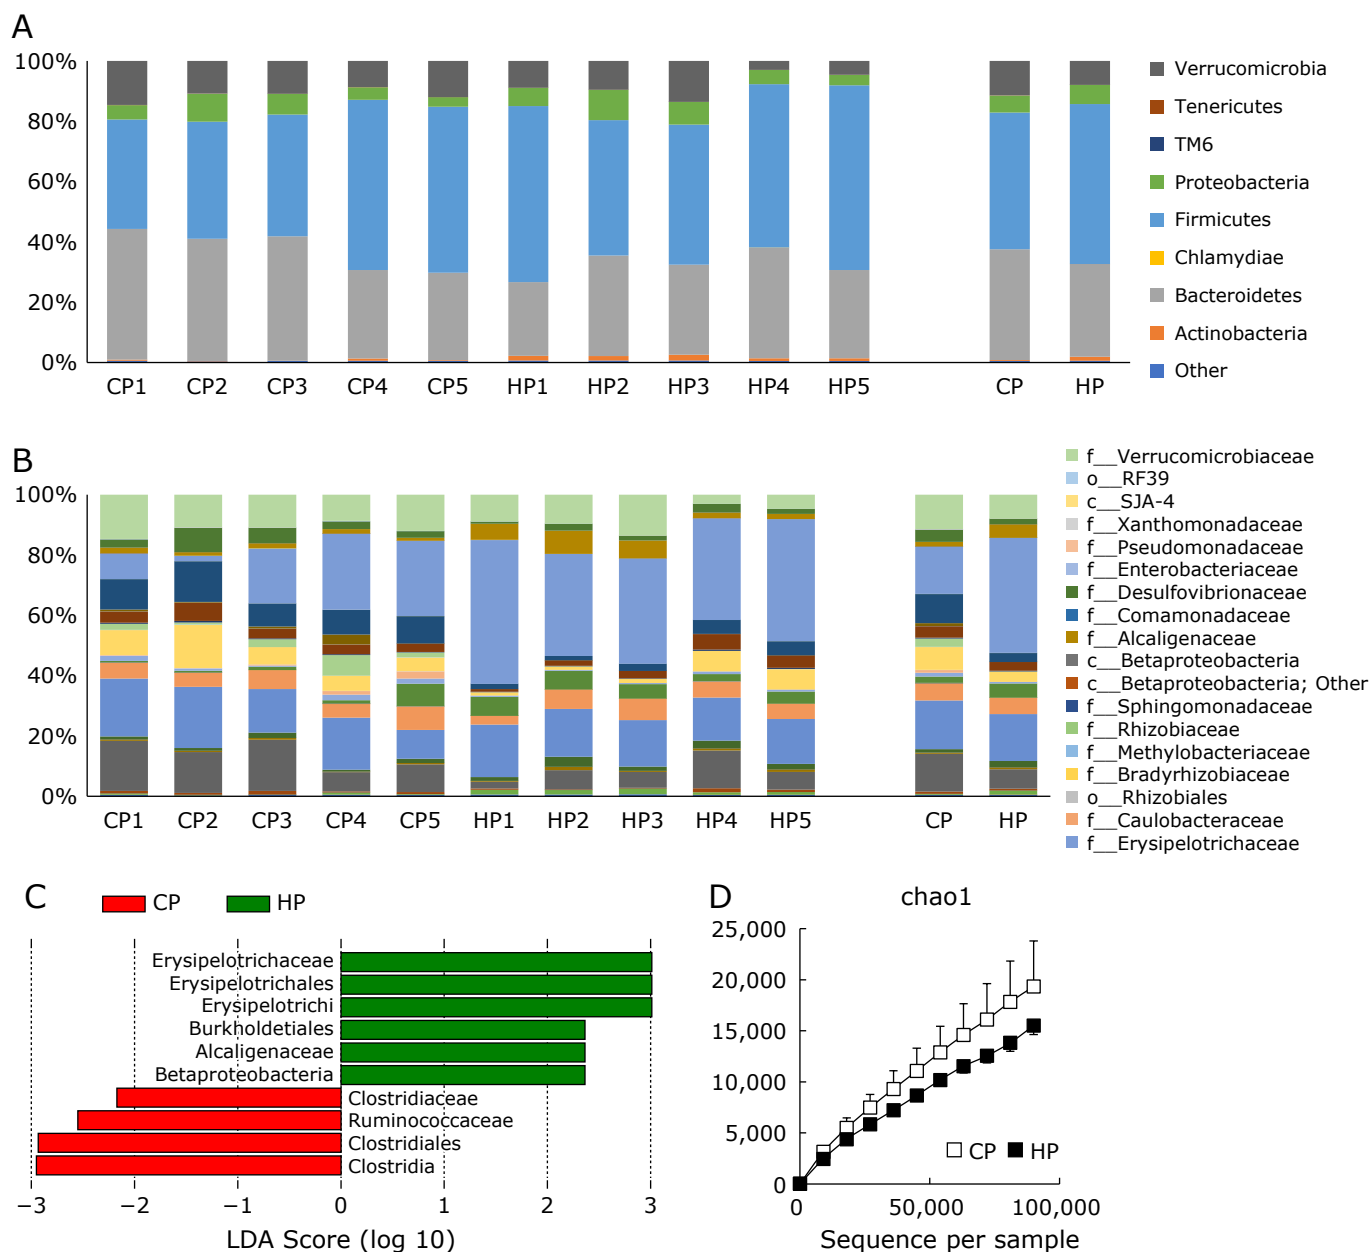 A
100%
80%
60%
40%
20%
0%
CP1 CP2 CP3 CP4 CP5 HP1 HP2 HP3 HP4 HP5 CP HP
Verrucomicrobia
Tenericutes
TM6
Proteobacteria
Firmicutes
Chlamydiae
Bacteroidetes
Actinobacteria
Other
B
100%
80%
60%
40%
20%
0%
CP1 CP2 CP3 CP4 CP5 HP1 HP2 HP3 HP4 HP5 CP HP
f__Verrucomicrobiaceae
o__RF39
c__SJA-4
f__Xanthomonadaceae
f__Pseudomonadaceae
f__Enterobacteriaceae
f__Desulfovibrionaceae
f__Comamonadaceae
f__Alcaligenaceae
c__Betaproteobacteria
c__Betaproteobacteria; Other
f__Sphingomonadaceae
f__Rhizobiaceae
f__Methylobacteriaceae
f__Bradyrhizobiaceae
o__Rhizobiales
f__Caulobacteraceae
f__Erysipelotrichaceae
C
CP HP
Erysipelotrichaceae
Erysipelotrichales
Erysipelotrichi
Burkholdetiales
Alcaligenaceae
Betaproteobacteria
Clostridiaceae
Ruminococcaceae
Clostridiales
Clostridia
−3 −2 −1 0 1 2 3
LDA Score (log 10)
D
chao1
25,000
20,000
15,000
10,000
5,000
0
CP HP
0 50,000 100,000
Sequence per sample